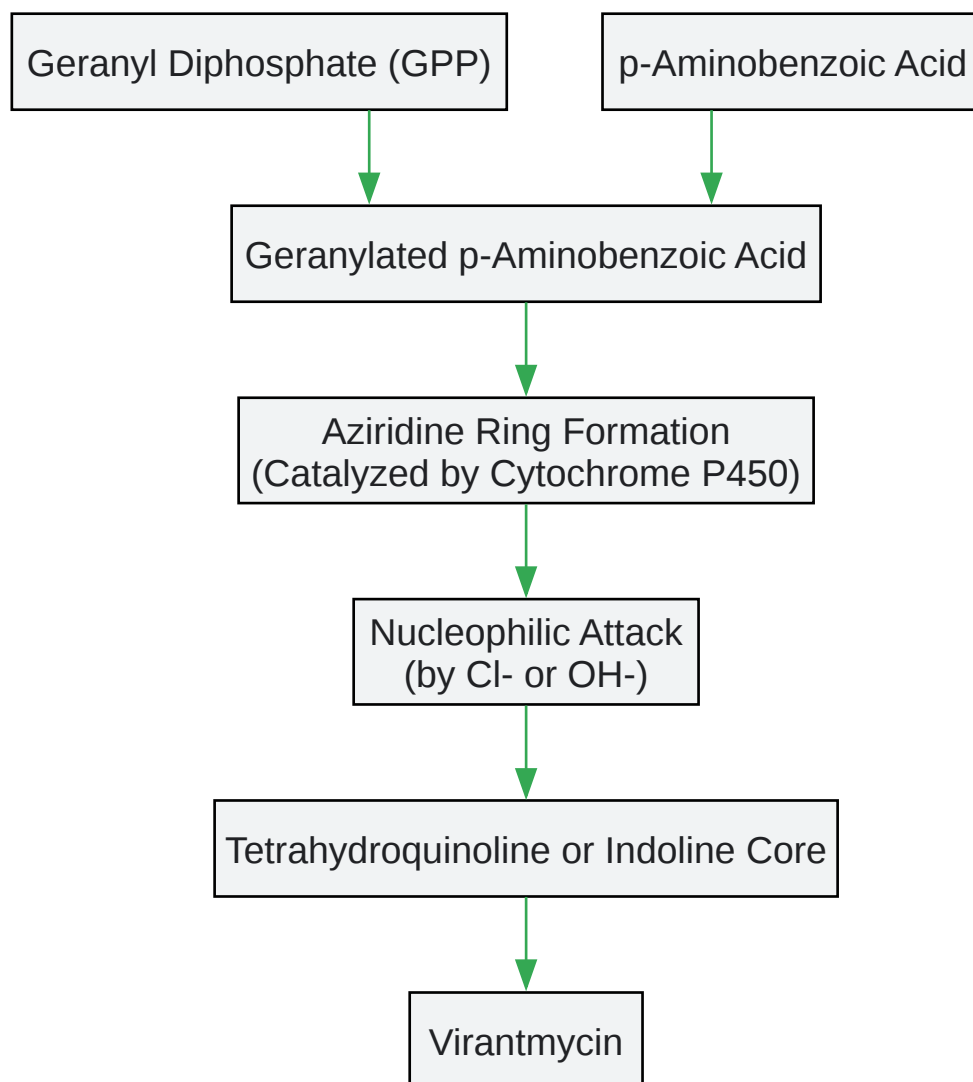 Geranyl Diphosphate (GPP)
p-Aminobenzoic Acid
Geranylated p-Aminobenzoic Acid
Aziridine Ring Formation
(Catalyzed by Cytochrome P450)
Nucleophilic Attack
(by Cl- or OH-)
Tetrahydroquinoline or Indoline Core
Virantmycin